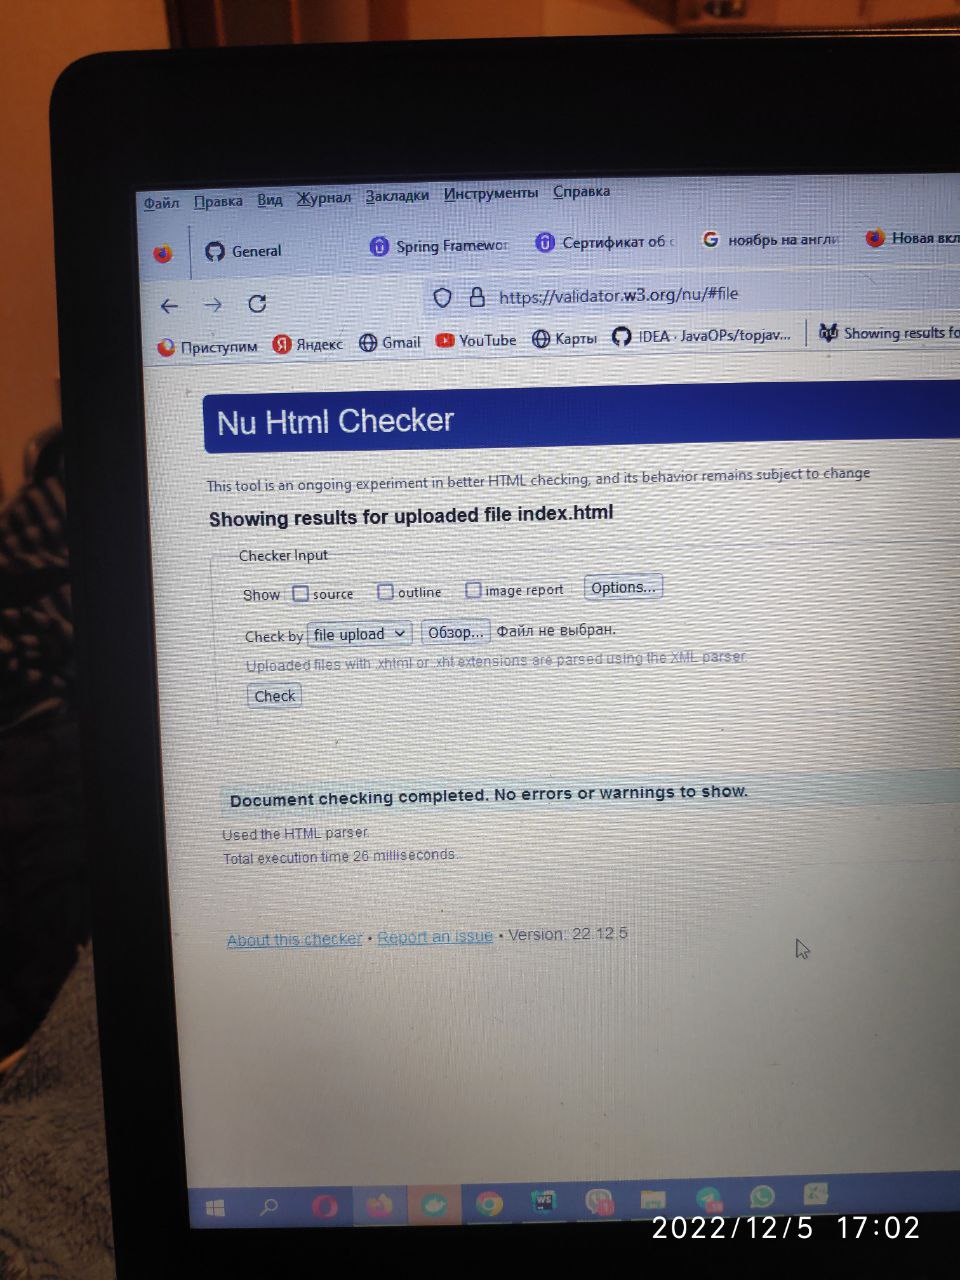 Файл Правка Вид Журнал Закладки Инструменты Справка
General Spring Framewor Сертификат об ноябрь на англи Новая вкл
https://validator.w3.org/nu/#file
Приступим Яндекс Gmail YouTube Карты IDEA · JavaOPs/topjav... Showing results fo
Nu Html Checker
This tool is an ongoing experiment in better HTML checking, and its behavior remains subject to change
Showing results for uploaded file index.html
Checker Input
Show source outline image report Options...
Check by file upload Обзор... Файл не выбран.
Uploaded files with .xhtml or .xht extensions are parsed using the XML parser.
Check
Document checking completed. No errors or warnings to show.
Used the HTML parser.
Total execution time 26 milliseconds.
About this checker • Report an issue • Version: 22.12.5
WS
2022/12/5 17:02